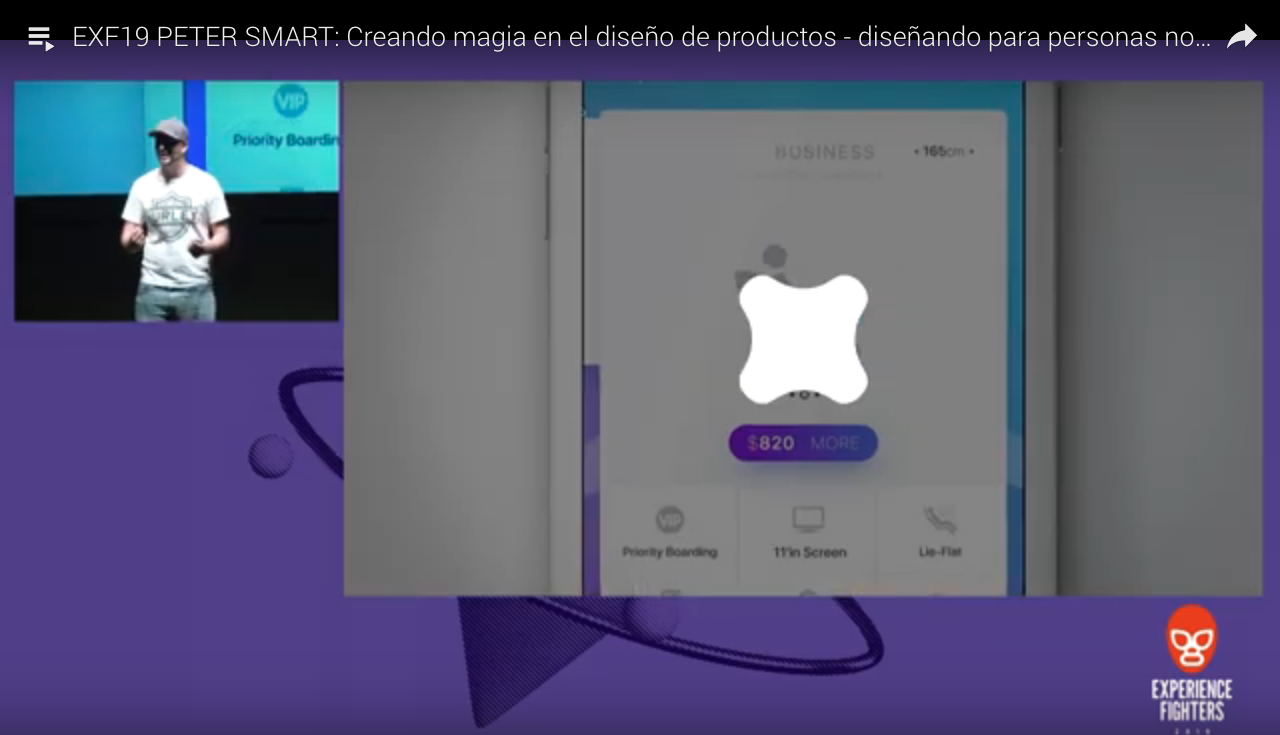 EXF19 PETER SMART: Creando magia en el diseño de productos - diseñando para personas no...
VIP
Priority Boardin
BUSINESS
• 165cm •
$820 MORE
VIP
Priority Boarding
11'in Screen
Lie-Flat
EXPERIENCE
FIGHTERS
2019